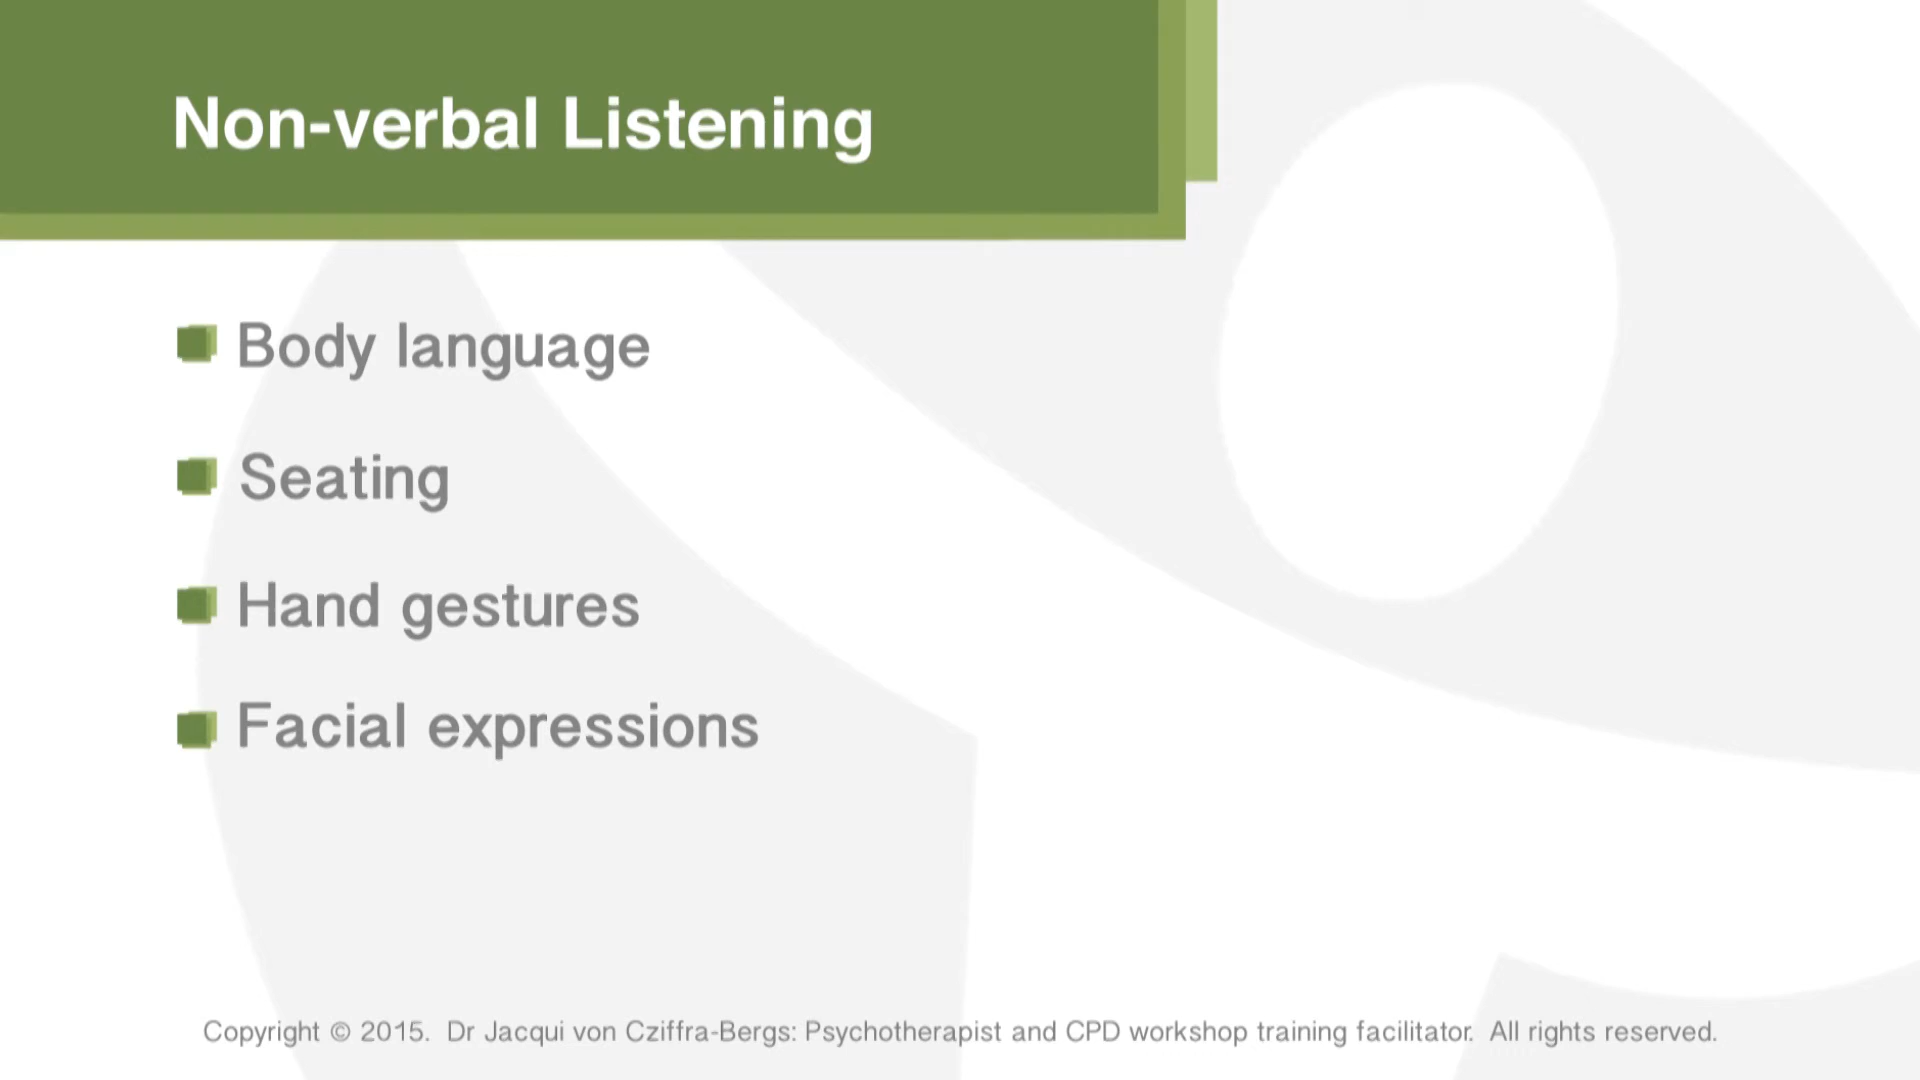 Non-verbal Listening
Body language
Seating
Hand gestures
Facial expressions
Copyright © 2015. Dr Jacqui von Cziffra-Bergs: Psychotherapist and CPD workshop training facilitator. All rights reserved.